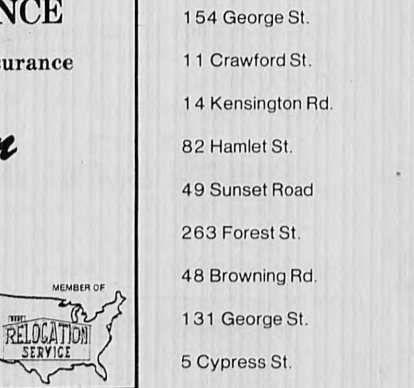 NCE
surance
n
MEMBER OF
RELOCATION
SERVICE
154 George St.
11 Crawford St.
14 Kensington Rd.
82 Hamlet St.
49 Sunset Road
263 Forest St.
48 Browning Rd.
131 George St.
5 Cypress St.